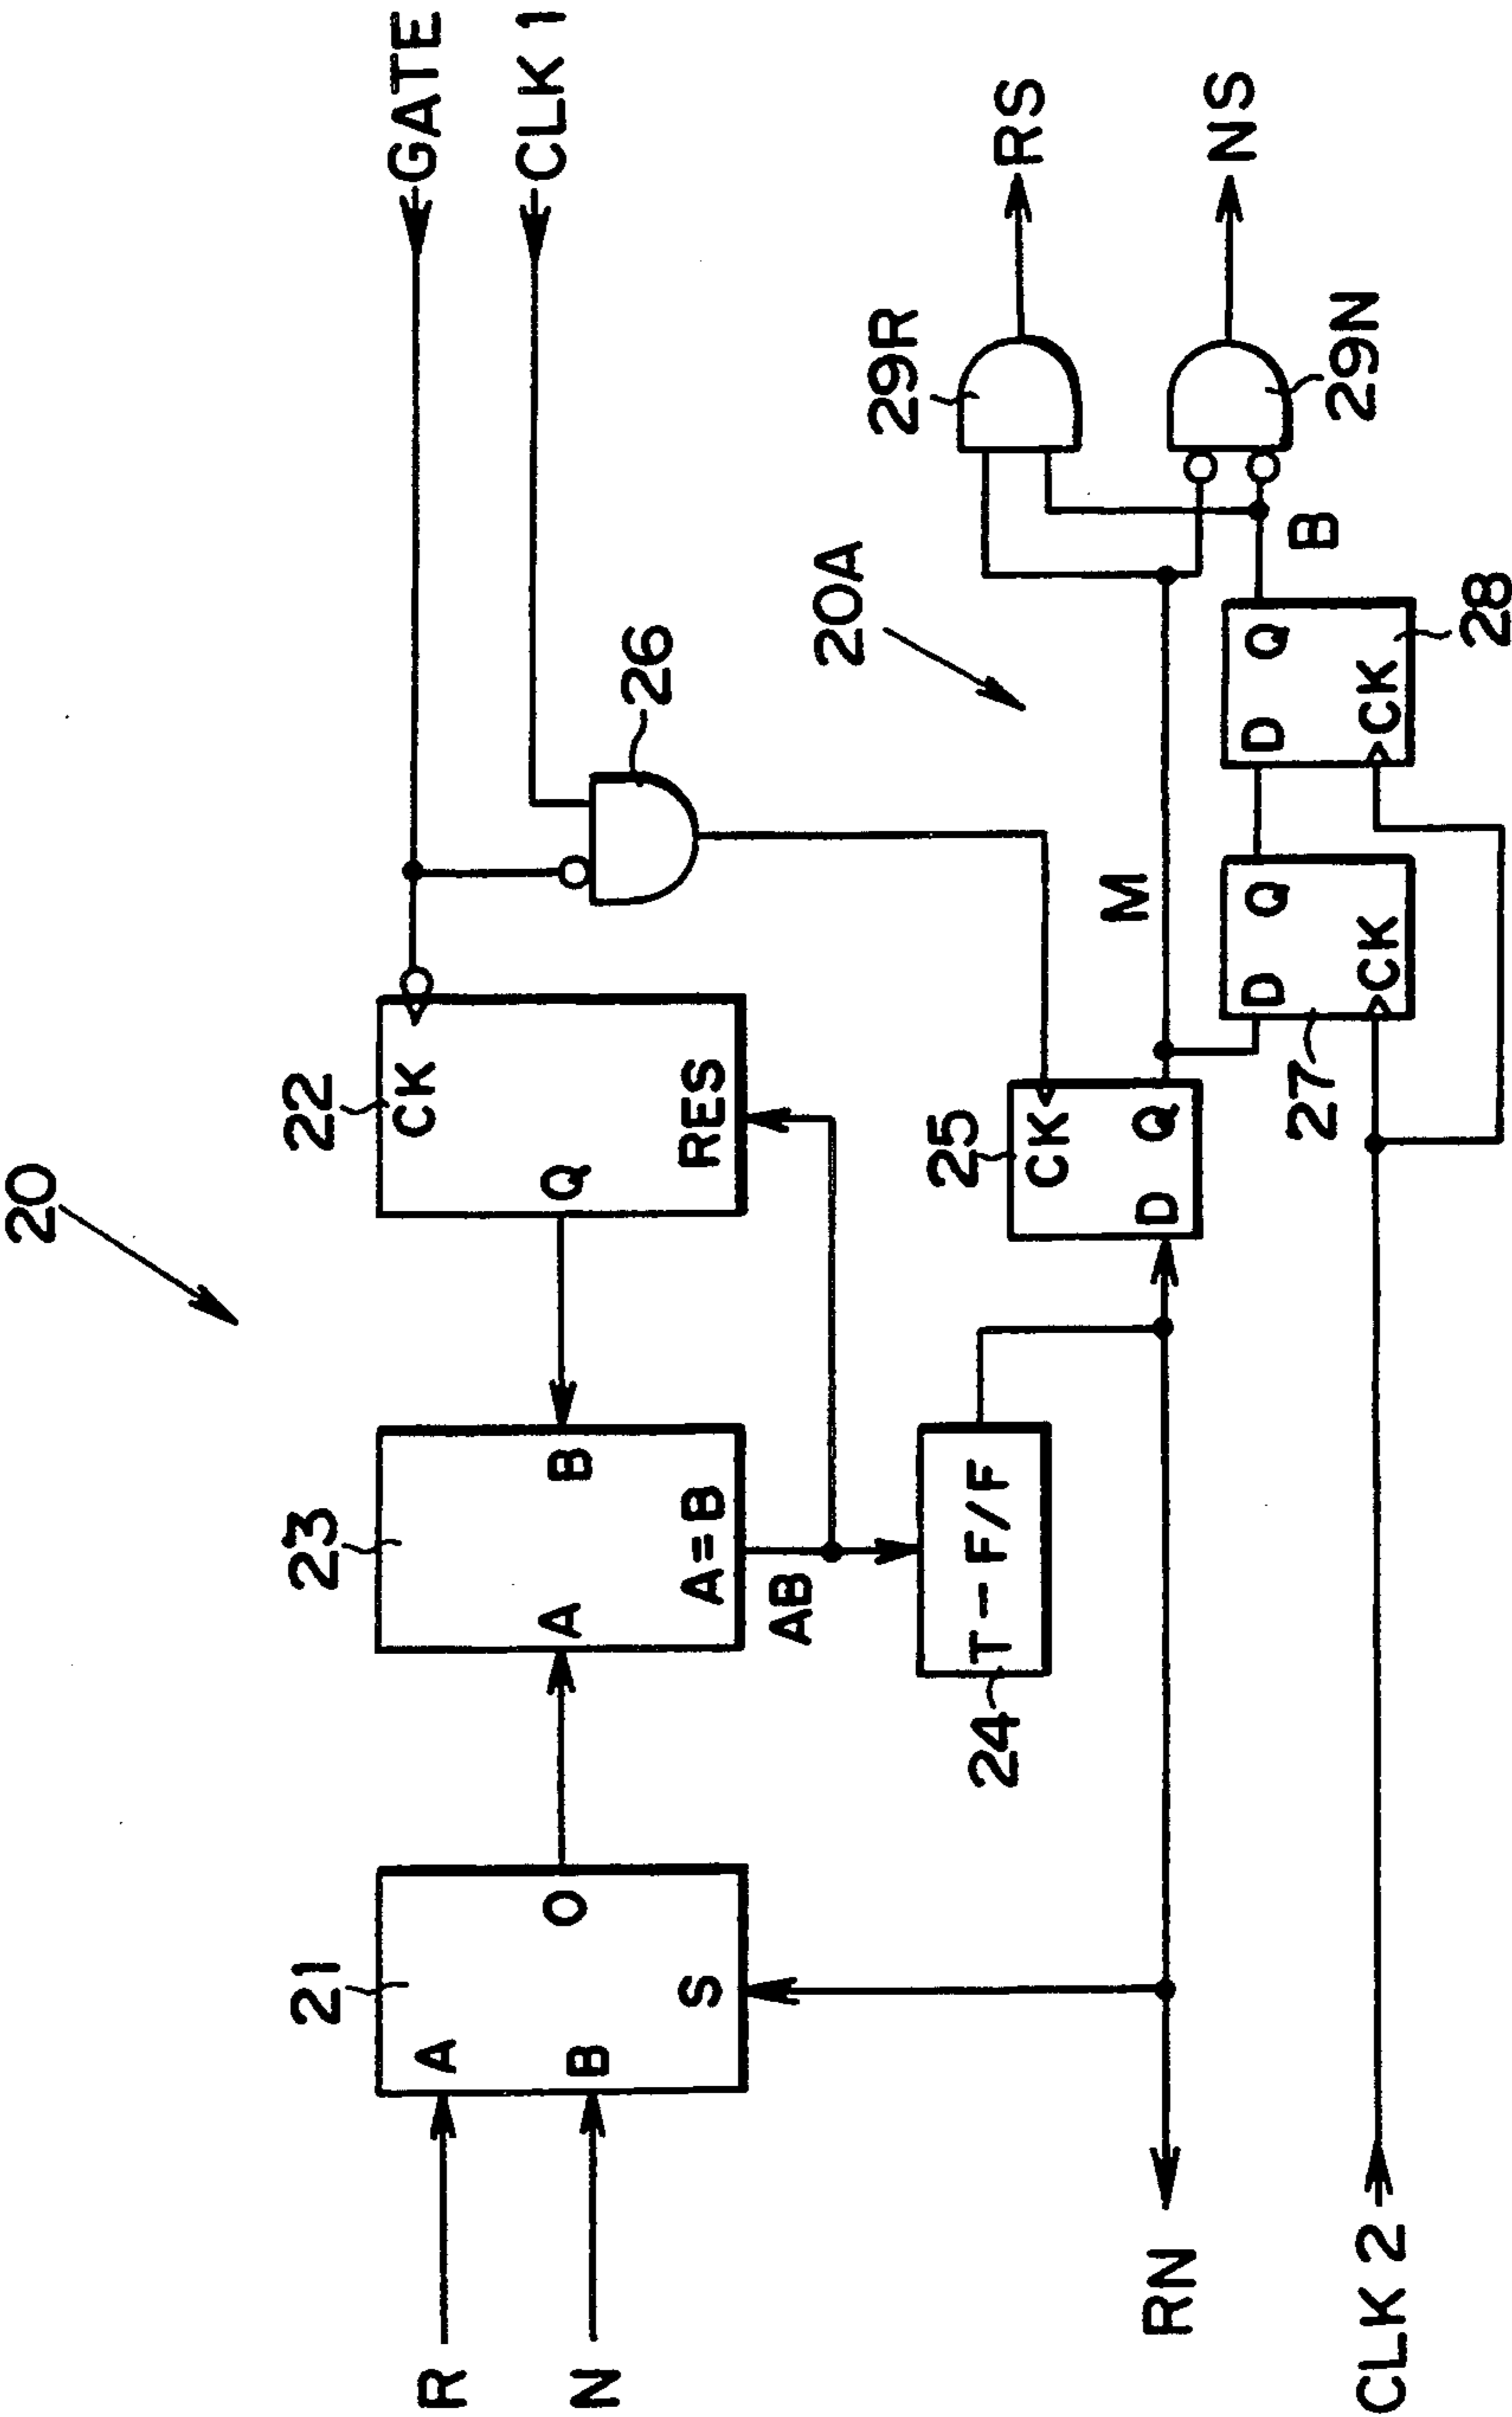 20
R
N
21
A
B
O
S
23
A
B
A=B
AB
22
CK
Q
RES
GATE
CLK 1
26
24
T-F/F
25
CK
D
Q
M
20A
RN
CLK 2
27
D
Q
CK
28
D
Q
CK
B
29R
29N
RS
NS